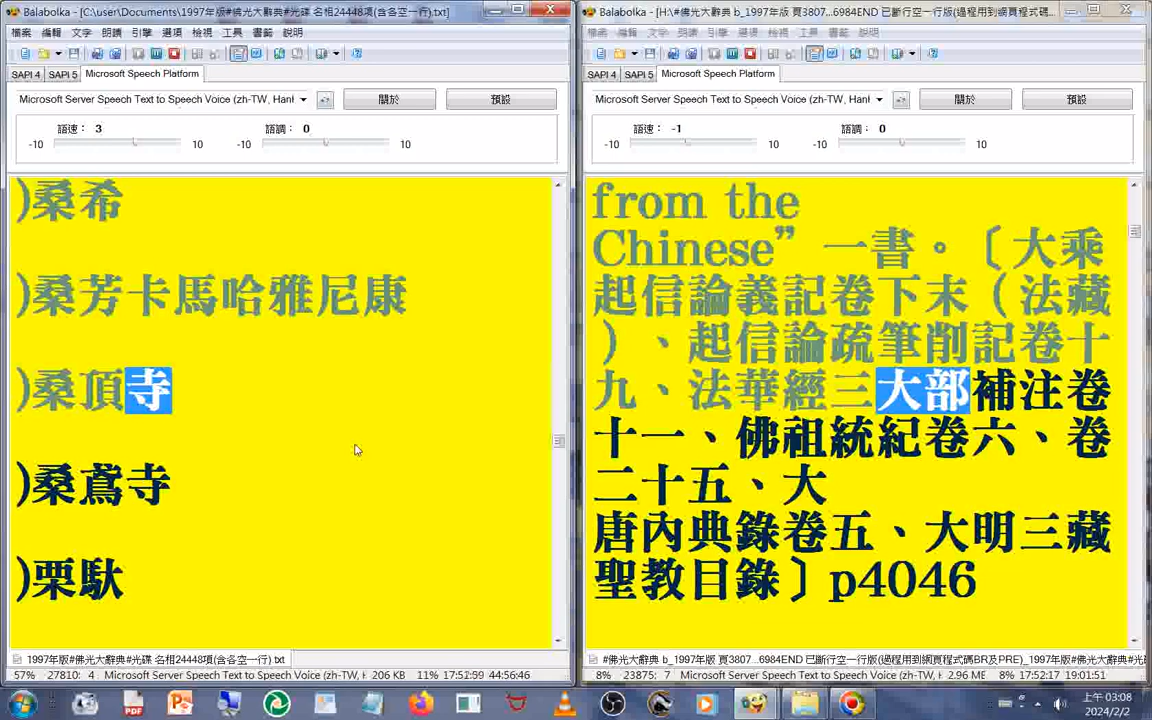 Balabolka - [C:\user\Documents\1997年版#佛光大辭典#光碟 名相24448項(含各空一行).txt]
檔案 編輯 文字 朗讀 引擎 選項 檢視 工具 書籤 說明
SAPI 4 SAPI 5 Microsoft Speech Platform
Microsoft Server Speech Text to Speech Voice (zh-TW, Hanl
關於 預設
語速： 3 語調： 0
-10 10 -10 10
)桑希
)桑芳卡馬哈雅尼康
)桑頂寺
)桑鳶寺
)栗馱
1997年版#佛光大辭典#光碟 名相24448項(含各空一行).txt
57% 27810: 4 Microsoft Server Speech Text to Speech Voice (zh-TW, H 206 KB 11% 17:52:59 44:56:46
Balabolka - [H:\#佛光大辭典 b_1997年版 頁3807...6984END 已斷行空一行版(過程用到網頁程式碼
檔案 編輯 文字 朗讀 引擎 選項 檢視 工具 書籤 說明
SAPI 4 SAPI 5 Microsoft Speech Platform
Microsoft Server Speech Text to Speech Voice (zh-TW, Hanl
關於 預設
語速： -1 語調： 0
-10 10 -10 10
from the
Chinese” 一書。〔大乘
起信論義記卷下末（法藏
）、起信論疏筆削記卷十
九、法華經三大部補注卷
十一、佛祖統紀卷六、卷
二十五、大
唐內典錄卷五、大明三藏
聖教目錄〕p4046
#佛光大辭典 b_1997年版 頁3807...6984END 已斷行空一行版(過程用到網頁程式碼BR及PRE)_1997年版#佛光
8% 23875: 7 Microsoft Server Speech Text to Speech Voice (zh-TW, H 2.96 ME 8% 17:52:17 19:01:51
上午 03:08
2024/2/2